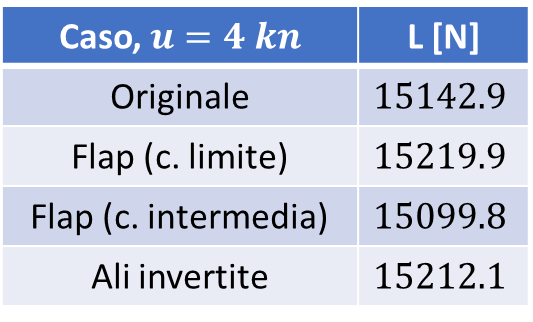 Caso, u = 4 kn L [N]
Originale 15142.9
Flap (c. limite) 15219.9
Flap (c. intermedia) 15099.8
Ali invertite 15212.1